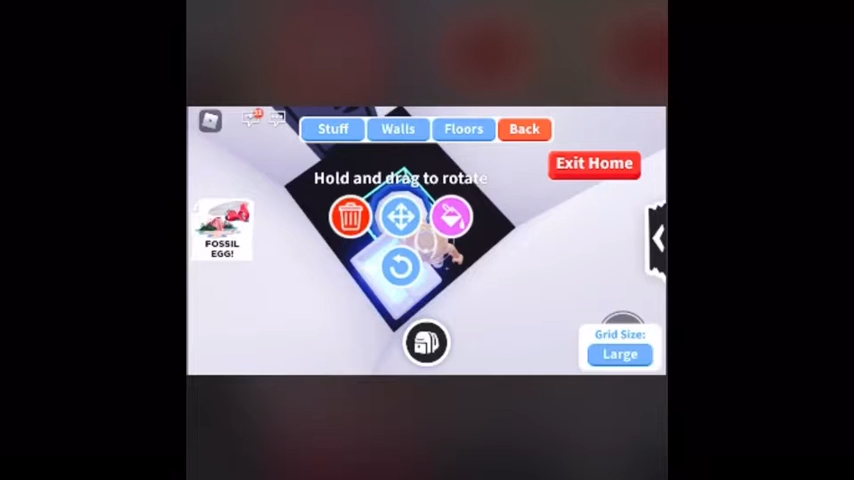 Stuff
Walls
Floors
Back
Exit Home
Hold and drag to rotate
FOSSIL
EGG!
Grid Size:
Large